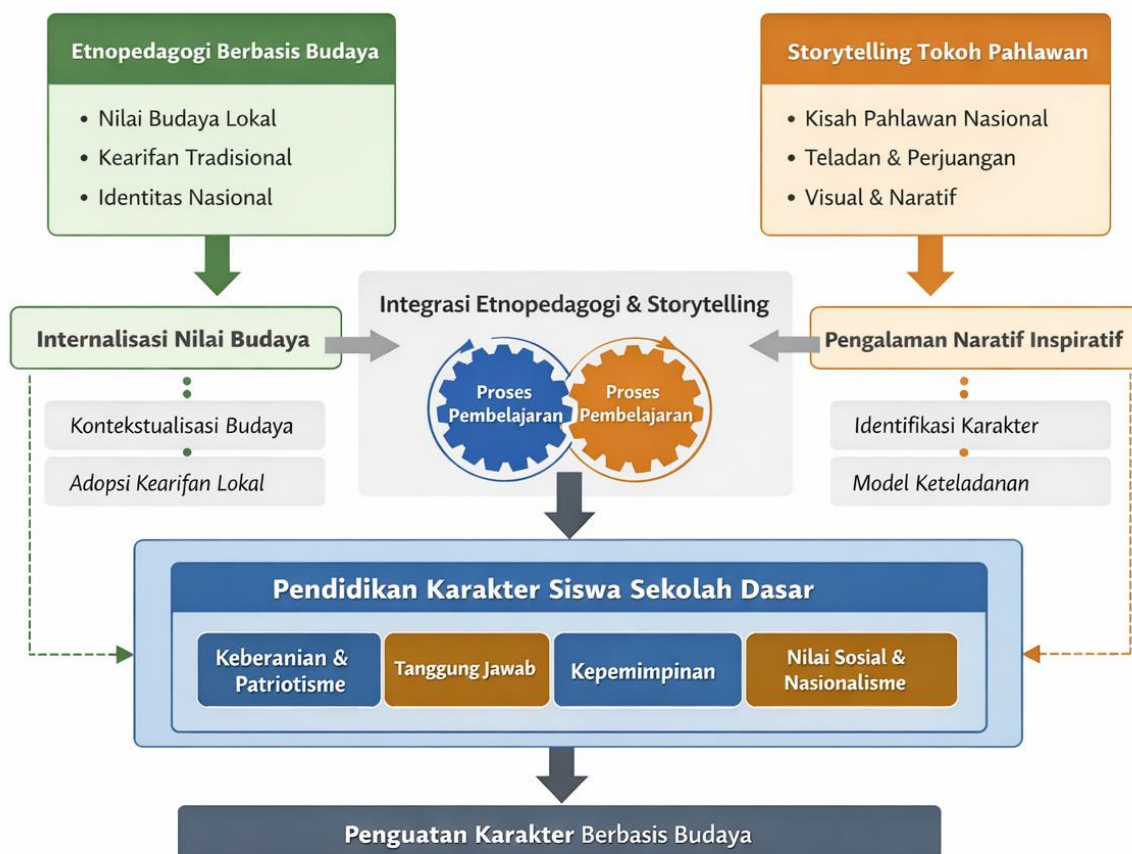 Etnopedagogi Berbasis Budaya
• Nilai Budaya Lokal
• Kearifan Tradisional
• Identitas Nasional
Storytelling Tokoh Pahlawan
• Kisah Pahlawan Nasional
• Teladan & Perjuangan
• Visual & Naratif
Internalisasi Nilai Budaya
Kontekstualisasi Budaya
Adopsi Kearifan Lokal
Integrasi Etnopedagogi & Storytelling
Proses
Pembelajaran
Proses
Pembelajaran
Pengalaman Naratif Inspiratif
Identifikasi Karakter
Model Keteladanan
Pendidikan Karakter Siswa Sekolah Dasar
Keberanian &
Patriotisme
Tanggung Jawab
Kepemimpinan
Nilai Sosial &
Nasionalisme
Penguatan Karakter Berbasis Budaya